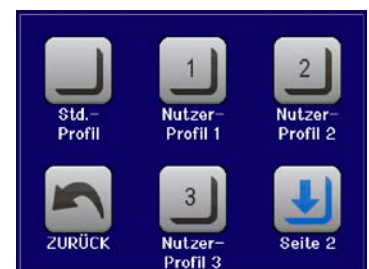 1
2
Std.-
Profil
Nutzer-
Profil 1
Nutzer-
Profil 2
3
ZURÜCK
Nutzer-
Profil 3
Seite 2